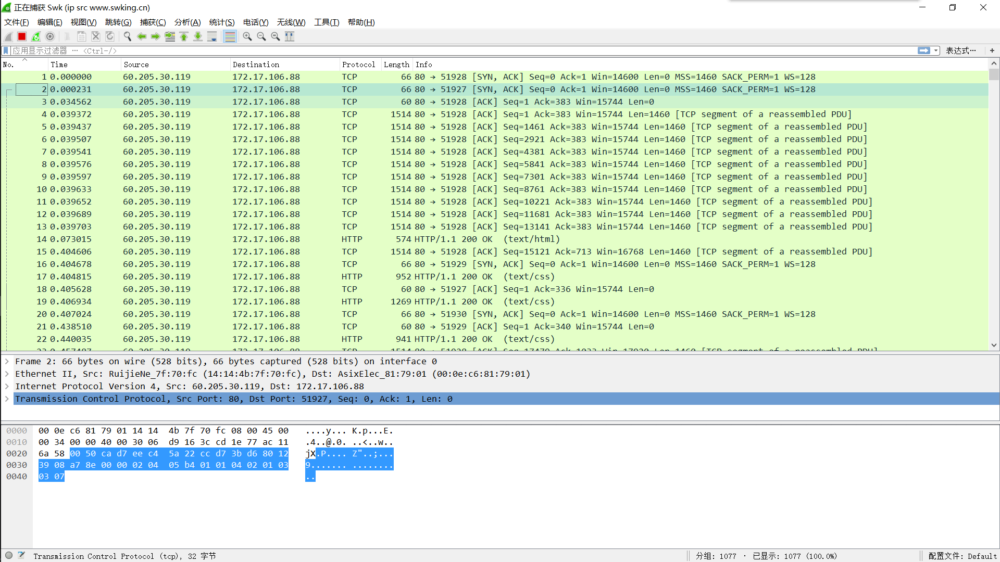 正在捕获 Swk (ip src www.swking.cn)
文件(F) 编辑(E) 视图(V) 跳转(G) 捕获(C) 分析(A) 统计(S) 电话(Y) 无线(W) 工具(T) 帮助(H)
应用显示过滤器 … <Ctrl-/> 表达式… +
No. Time Source Destination Protocol Length Info
1 0.000000 60.205.30.119 172.17.106.88 TCP 66 80 → 51928 [SYN, ACK] Seq=0 Ack=1 Win=14600 Len=0 MSS=1460 SACK_PERM=1 WS=128
2 0.000231 60.205.30.119 172.17.106.88 TCP 66 80 → 51927 [SYN, ACK] Seq=0 Ack=1 Win=14600 Len=0 MSS=1460 SACK_PERM=1 WS=128
3 0.034562 60.205.30.119 172.17.106.88 TCP 60 80 → 51928 [ACK] Seq=1 Ack=383 Win=15744 Len=0
4 0.039372 60.205.30.119 172.17.106.88 TCP 1514 80 → 51928 [ACK] Seq=1 Ack=383 Win=15744 Len=1460 [TCP segment of a reassembled PDU]
5 0.039437 60.205.30.119 172.17.106.88 TCP 1514 80 → 51928 [ACK] Seq=1461 Ack=383 Win=15744 Len=1460 [TCP segment of a reassembled PDU]
6 0.039507 60.205.30.119 172.17.106.88 TCP 1514 80 → 51928 [ACK] Seq=2921 Ack=383 Win=15744 Len=1460 [TCP segment of a reassembled PDU]
7 0.039541 60.205.30.119 172.17.106.88 TCP 1514 80 → 51928 [ACK] Seq=4381 Ack=383 Win=15744 Len=1460 [TCP segment of a reassembled PDU]
8 0.039576 60.205.30.119 172.17.106.88 TCP 1514 80 → 51928 [ACK] Seq=5841 Ack=383 Win=15744 Len=1460 [TCP segment of a reassembled PDU]
9 0.039597 60.205.30.119 172.17.106.88 TCP 1514 80 → 51928 [ACK] Seq=7301 Ack=383 Win=15744 Len=1460 [TCP segment of a reassembled PDU]
10 0.039633 60.205.30.119 172.17.106.88 TCP 1514 80 → 51928 [ACK] Seq=8761 Ack=383 Win=15744 Len=1460 [TCP segment of a reassembled PDU]
11 0.039652 60.205.30.119 172.17.106.88 TCP 1514 80 → 51928 [ACK] Seq=10221 Ack=383 Win=15744 Len=1460 [TCP segment of a reassembled PDU]
12 0.039689 60.205.30.119 172.17.106.88 TCP 1514 80 → 51928 [ACK] Seq=11681 Ack=383 Win=15744 Len=1460 [TCP segment of a reassembled PDU]
13 0.039703 60.205.30.119 172.17.106.88 TCP 1514 80 → 51928 [ACK] Seq=13141 Ack=383 Win=15744 Len=1460 [TCP segment of a reassembled PDU]
14 0.073015 60.205.30.119 172.17.106.88 HTTP 574 HTTP/1.1 200 OK (text/html)
15 0.404606 60.205.30.119 172.17.106.88 TCP 1514 80 → 51928 [ACK] Seq=15121 Ack=713 Win=16768 Len=1460 [TCP segment of a reassembled PDU]
16 0.404678 60.205.30.119 172.17.106.88 TCP 66 80 → 51929 [SYN, ACK] Seq=0 Ack=1 Win=14600 Len=0 MSS=1460 SACK_PERM=1 WS=128
17 0.404815 60.205.30.119 172.17.106.88 HTTP 952 HTTP/1.1 200 OK (text/css)
18 0.405628 60.205.30.119 172.17.106.88 TCP 60 80 → 51927 [ACK] Seq=1 Ack=336 Win=15744 Len=0
19 0.406934 60.205.30.119 172.17.106.88 HTTP 1269 HTTP/1.1 200 OK (text/css)
20 0.407024 60.205.30.119 172.17.106.88 TCP 66 80 → 51930 [SYN, ACK] Seq=0 Ack=1 Win=14600 Len=0 MSS=1460 SACK_PERM=1 WS=128
21 0.438510 60.205.30.119 172.17.106.88 TCP 60 80 → 51929 [ACK] Seq=1 Ack=340 Win=15744 Len=0
22 0.440035 60.205.30.119 172.17.106.88 HTTP 941 HTTP/1.1 200 OK (text/css)
Frame 2: 66 bytes on wire (528 bits), 66 bytes captured (528 bits) on interface 0
Ethernet II, Src: RuijieNe_7f:70:fc (14:14:4b:7f:70:fc), Dst: AsixElec_81:79:01 (00:0e:c6:81:79:01)
Internet Protocol Version 4, Src: 60.205.30.119, Dst: 172.17.106.88
Transmission Control Protocol, Src Port: 80, Dst Port: 51927, Seq: 0, Ack: 1, Len: 0
0000 00 0e c6 81 79 01 14 14 4b 7f 70 fc 08 00 45 00 ....y... K.p...E.
0010 00 34 00 00 40 00 30 06 d9 16 3c cd 1e 77 ac 11 .4..@.0. ..<..w..
0020 6a 58 00 50 ca d7 ee c4 5a 22 cc d7 3b d6 80 12 jX.P.... Z"..;...
0030 39 08 a7 8e 00 00 02 04 05 b4 01 01 04 02 01 03 9....... ........
0040 03 07 ..
Transmission Control Protocol (tcp), 32 字节 分组: 1077 · 已显示: 1077 (100.0%) 配置文件: Default